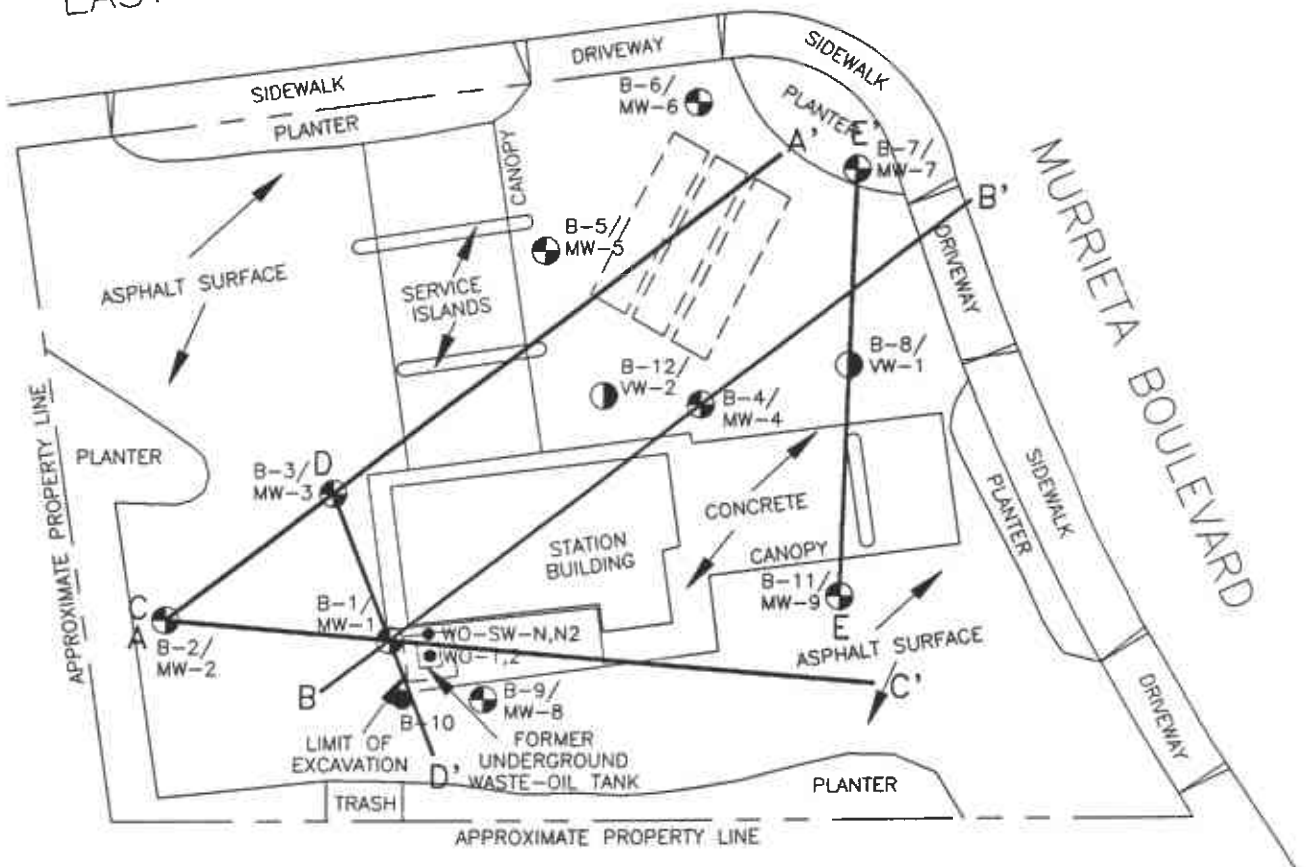 EAST
SIDEWALK
PLANTER
DRIVEWAY
SIDEWALK
PLANTER
B-6/
MW-6
A'
E'
B-7/
MW-7
B'
DRIVEWAY
MURRIETA BOULEVARD
CANOPY
B-5/
MW-5
ASPHALT SURFACE
SERVICE
ISLANDS
B-8/
VW-1
B-12/
VW-2
B-4/
MW-4
APPROXIMATE PROPERTY LINE
PLANTER
B-3/
MW-3
D
CONCRETE
SIDEWALK
PLANTER
STATION
BUILDING
CANOPY
B-11/
MW-9
E
C
A
B-2/
MW-2
B-1/
MW-1
WO-SW-N,N2
WO-1,2
ASPHALT SURFACE
C'
B
B-9/
MW-8
B-10
DRIVEWAY
LIMIT OF
EXCAVATION
D'
FORMER
UNDERGROUND
WASTE-OIL TANK
PLANTER
TRASH
APPROXIMATE PROPERTY LINE